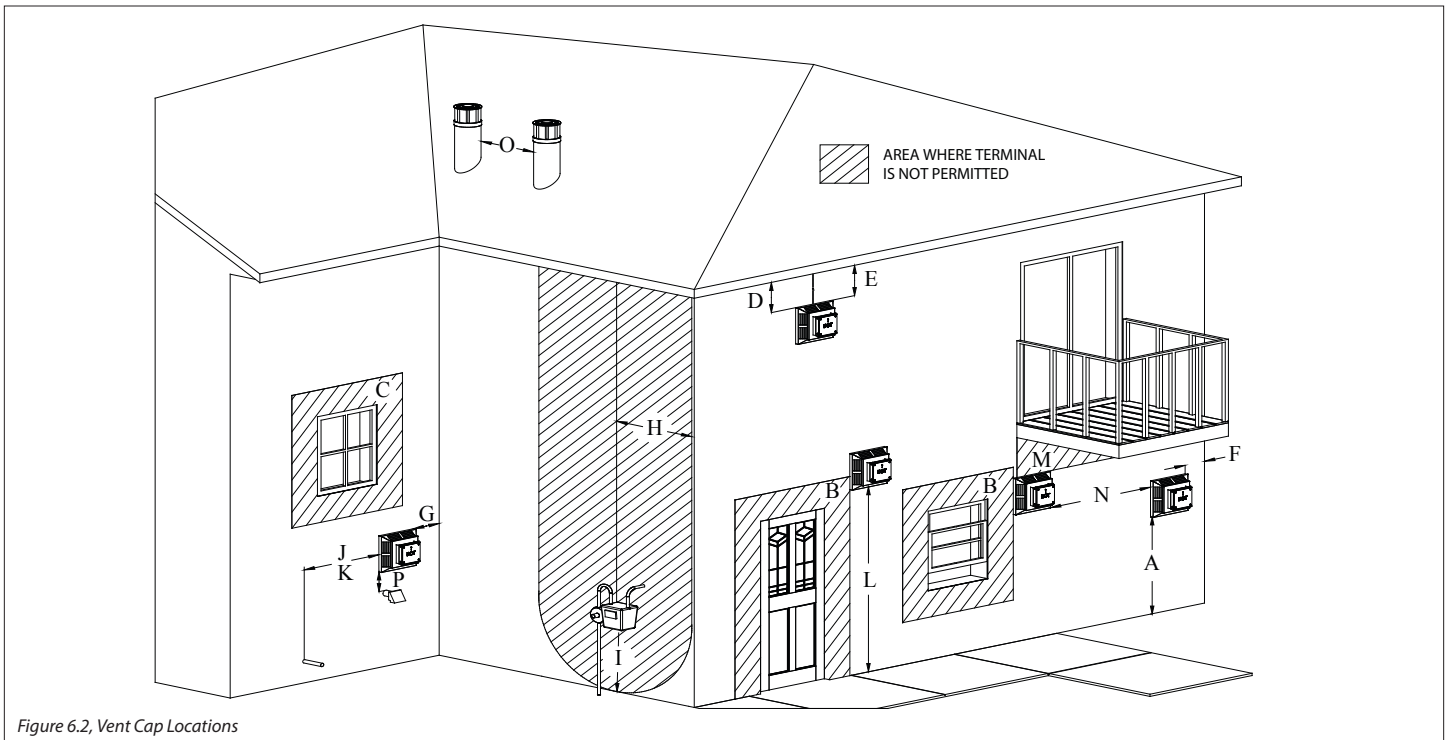 O
AREA WHERE TERMINAL
IS NOT PERMITTED
D
E
C
H
F
M
B
B
N
G
J
K
P
L
A
I
Figure 6.2, Vent Cap Locations